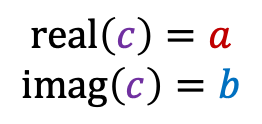 real(c) = a
imag(c) = b